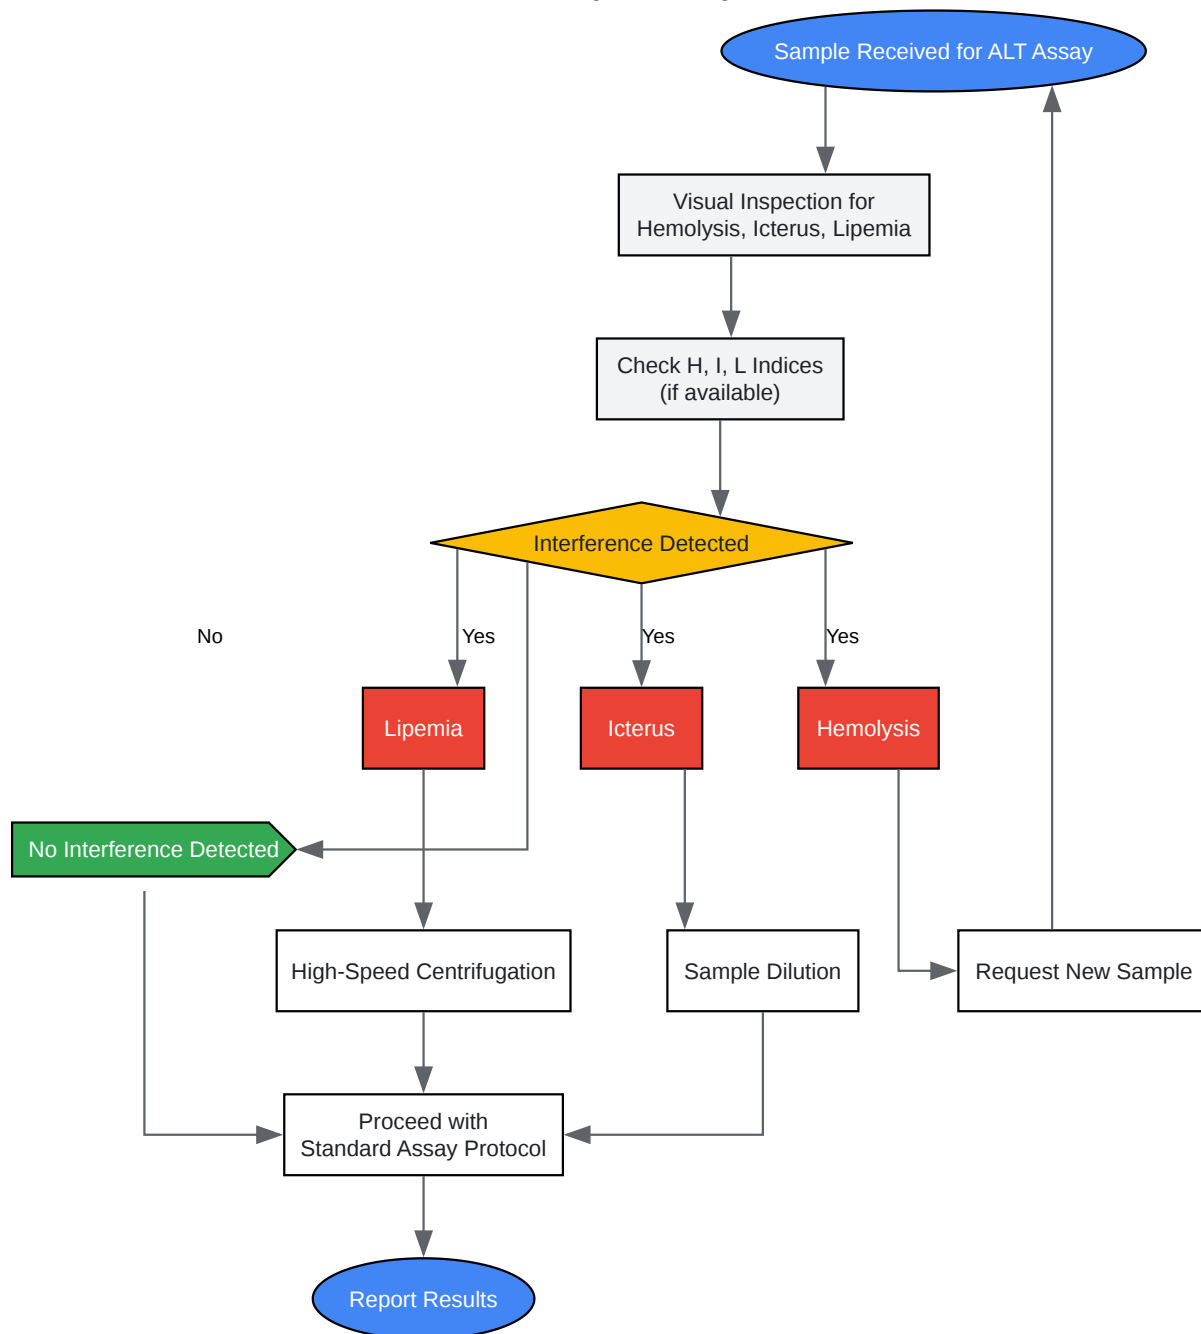 Sample Received for ALT Assay
Visual Inspection for
Hemolysis, Icterus, Lipemia
Check H, I, L Indices
(if available)
Interference Detected
No
Yes
Yes
Yes
Lipemia
Icterus
Hemolysis
No Interference Detected
High-Speed Centrifugation
Sample Dilution
Request New Sample
Proceed with
Standard Assay Protocol
Report Results